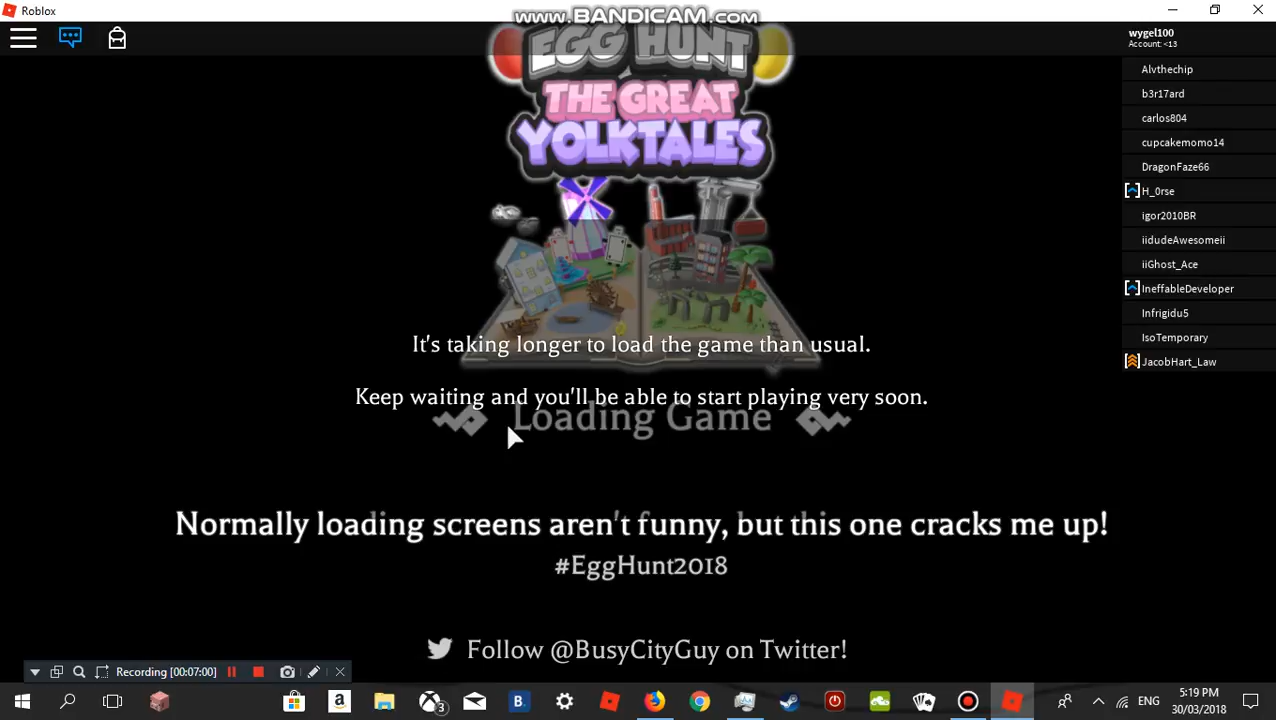 Roblox
www.BANDICAM.com
wygel100
Account: <13
EGG HUNT
THE GREAT
YOLKTALES
Alvthechip
b3r17ard
carlos804
cupcakemomo14
DragonFaze66
H_0rse
igor2010BR
iidudeAwesomeii
iiGhost_Ace
IneffableDeveloper
Infrigidu5
IsoTemporary
JacobHart_Law
It's taking longer to load the game than usual.
Keep waiting and you'll be able to start playing very soon.
Loading Game
Normally loading screens aren't funny, but this one cracks me up!
#EggHunt2018
Follow @BusyCityGuy on Twitter!
Recording [00:07:00]
ENG
5:19 PM
30/03/2018